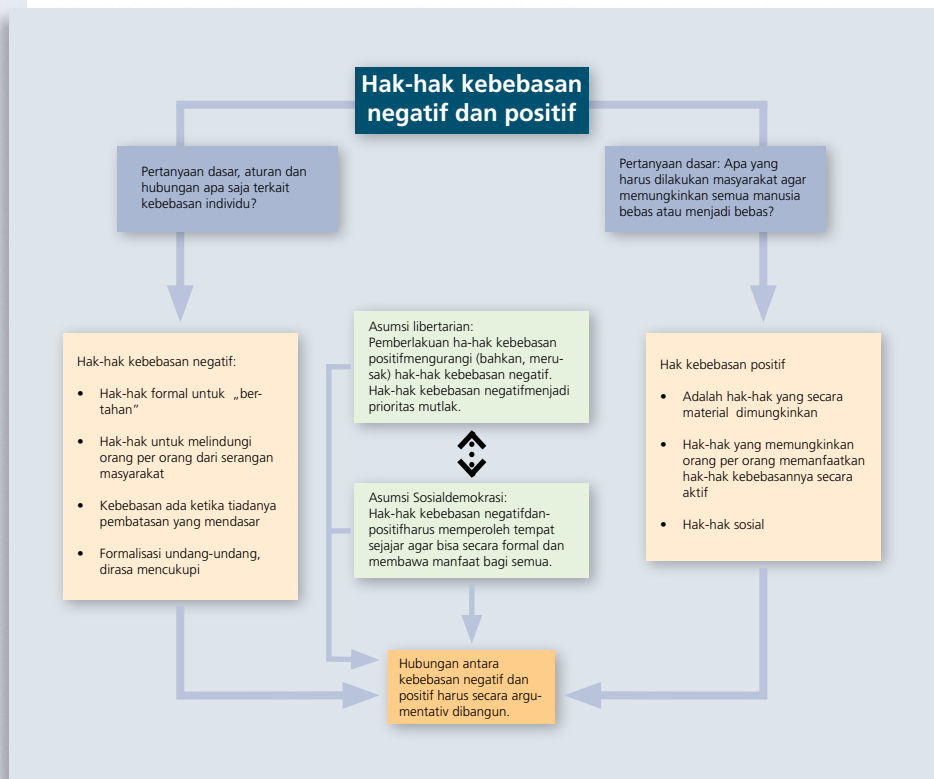 Hak-hak kebebasan
negatif dan positif
Pertanyaan dasar, aturan dan
hubungan apa saja terkait
kebebasan individu?
Pertanyaan dasar: Apa yang
harus dilakukan masyarakat agar
memungkinkan semua manusia
bebas atau menjadi bebas?
Hak-hak kebebasan negatif:
• Hak-hak formal untuk „ber-
tahan”
• Hak-hak untuk melindungi
orang per orang dari serangan
masyarakat
• Kebebasan ada ketika tiadanya
pembatasan yang mendasar
• Formalisasi undang-undang,
dirasa mencukupi
Asumsi libertarian:
Pemberlakuan ha-hak kebebasan
positifmengurangi (bahkan, meru-
sak) hak-hak kebebasan negatif.
Hak-hak kebebasan negatifmenjadi
prioritas mutlak.
Asumsi Sosialdemokrasi:
Hak-hak kebebasan negatifdan-
positifharus memperoleh tempat
sejajar agar bisa secara formal dan
membawa manfaat bagi semua.
Hak kebebasan positif
• Adalah hak-hak yang secara
material dimungkinkan
• Hak-hak yang memungkinkan
orang per orang memanfaatkan
hak-hak kebebasannya secara
aktif
• Hak-hak sosial
Hubungan antara
kebebasan negatif dan
positif harus secara argu-
mentativ dibangun.